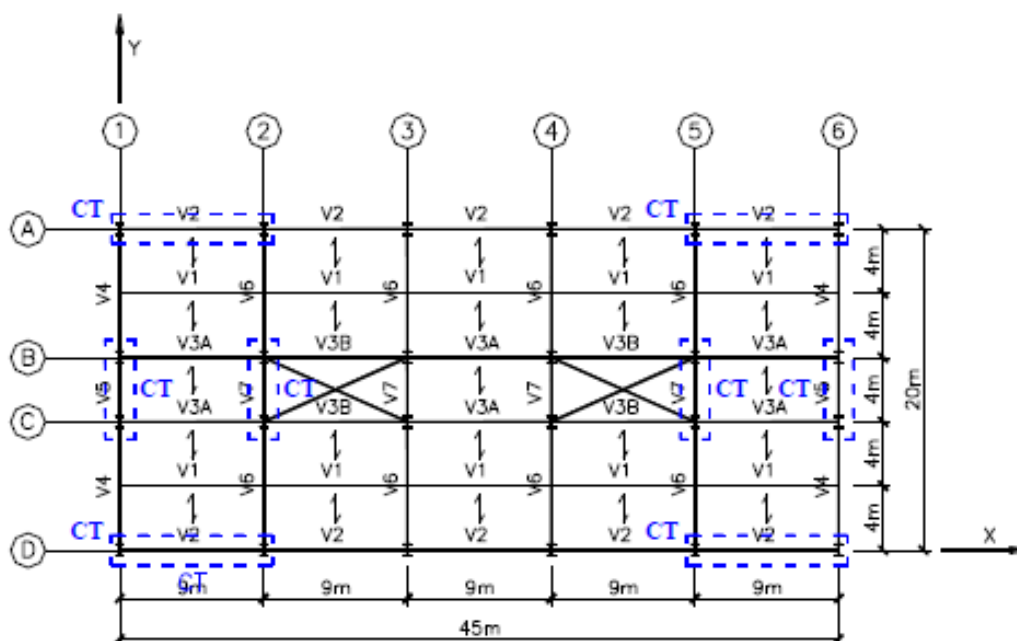 Y
1 2 3 4 5 6
CT V2 V2 V2 V2 CT V2
A
V1 V1 V1 V1 V1 4m
V4 V6 V6 V6 V6 V4
4m
V3A V3B V3A V3B V3A
B
V5 CT V7 CT V7 V7 V7 CT CT V5 4m 20m
V3A V3B V3A V3B V3A
C
V1 V1 V1 V1 V1 4m
V4 V6 V6 V6 V6 V4
4m
CT V2 V2 V2 V2 CT V2
D
X
CT
9m 9m 9m 9m 9m
45m